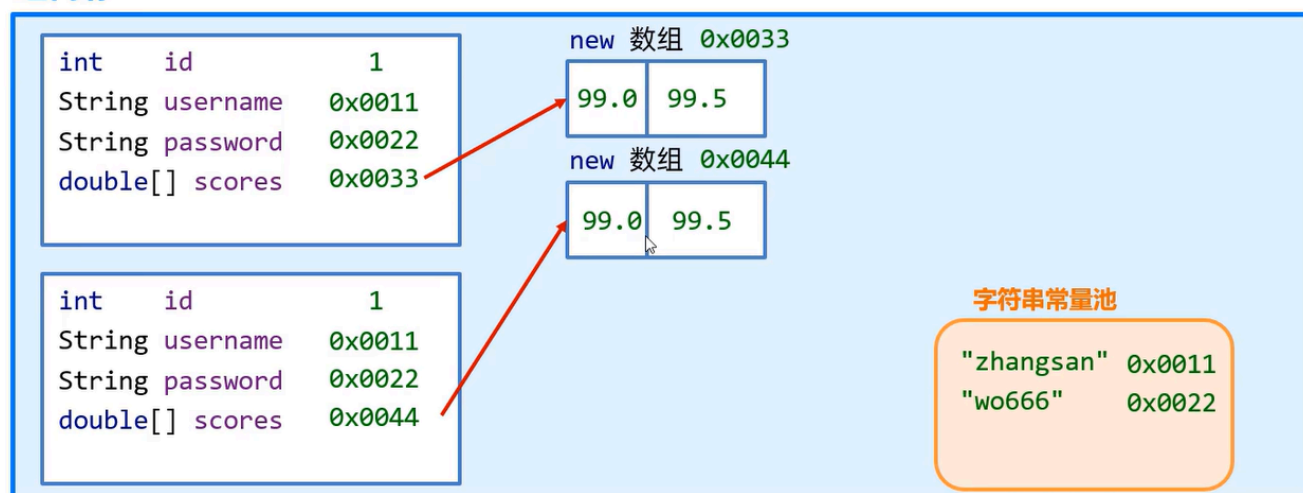 int id 1
String username 0x0011
String password 0x0022
double[] scores 0x0033
new 数组 0x0033
99.0 99.5
new 数组 0x0044
99.0 99.5
int id 1
String username 0x0011
String password 0x0022
double[] scores 0x0044
字符串常量池
"zhangsan" 0x0011
"wo666" 0x0022